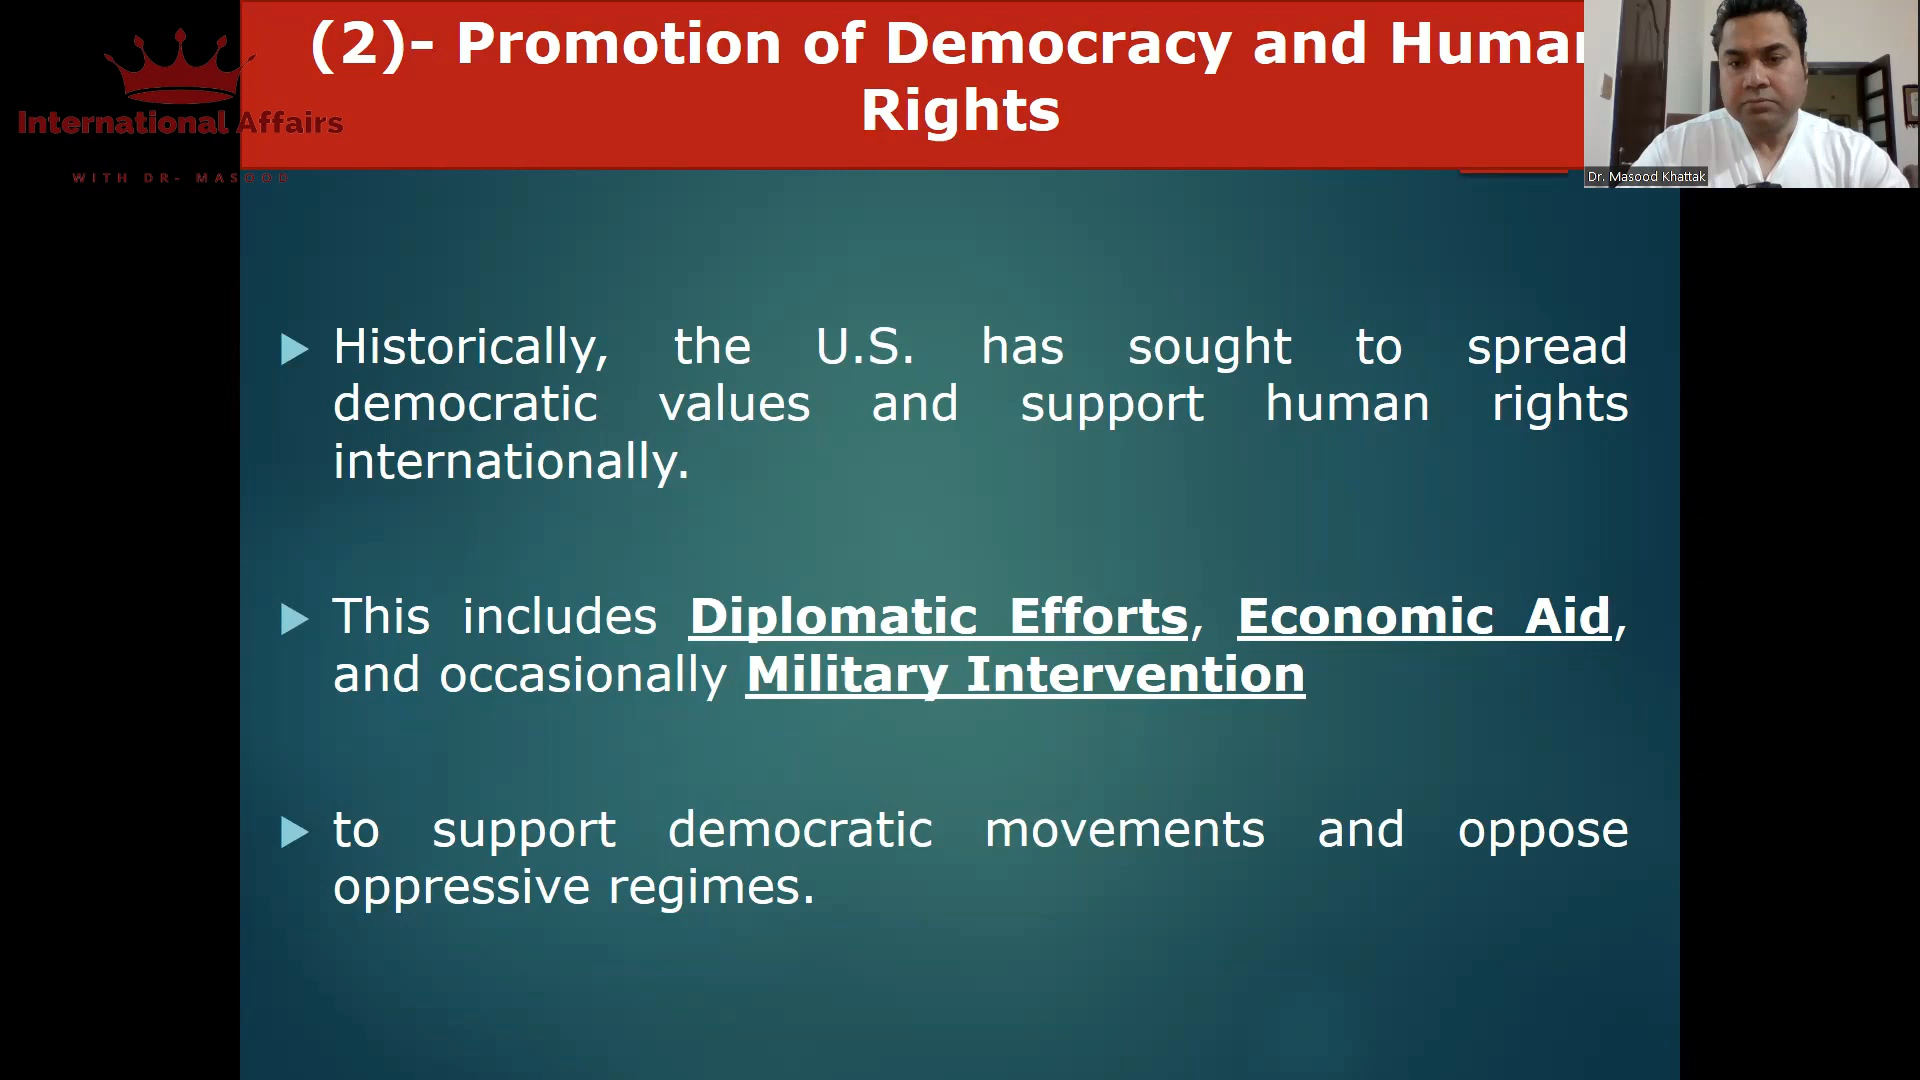 (2)- Promotion of Democracy and Human
Rights
International Affairs
WITH DR- MASOOD
Dr. Masood Khattak
Historically, the U.S. has sought to spread
democratic values and support human rights
internationally.
This includes Diplomatic Efforts, Economic Aid,
and occasionally Military Intervention
to support democratic movements and oppose
oppressive regimes.